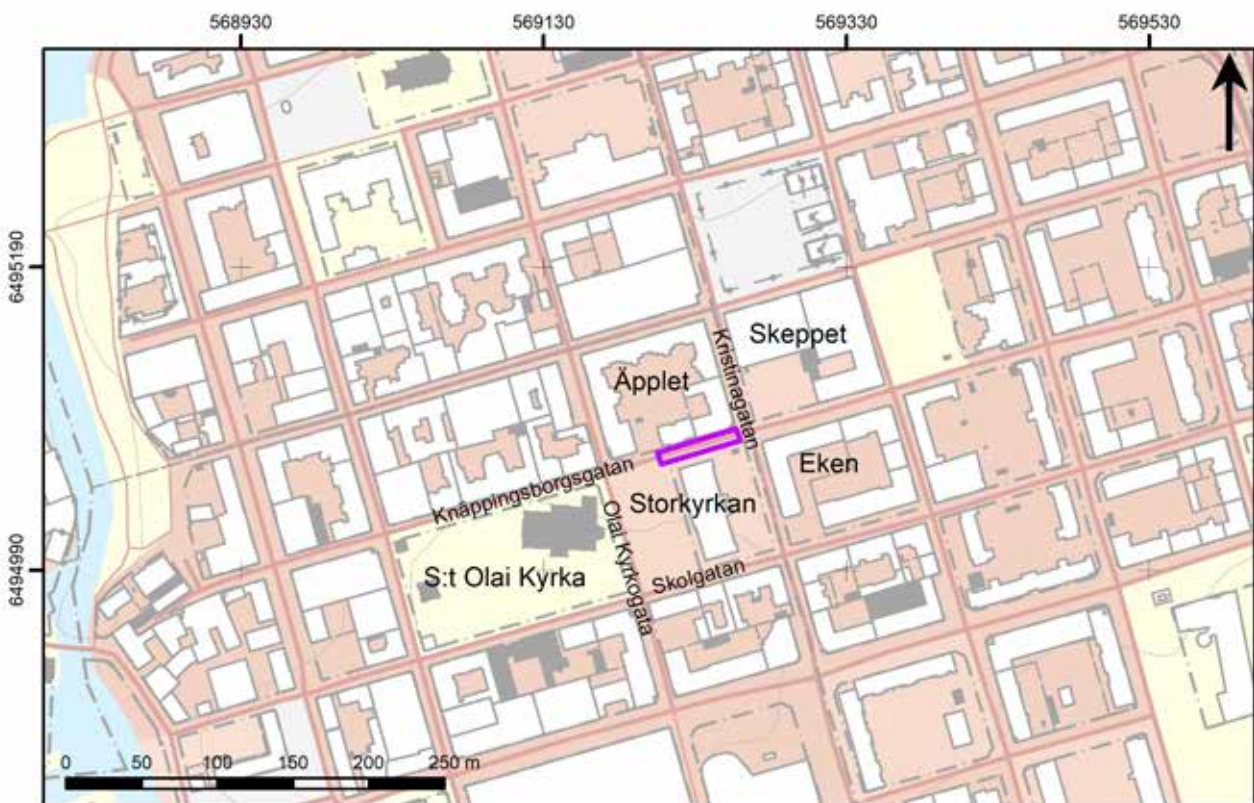 568930
569130
569330
569530
6495190
6494990
Skeppet
Kristinagatan
Äpplet
Eken
Knäppingsborgsgatan
Storkyrkan
Olai Kyrkogata
S:t Olai Kyrka
Skolgatan
0 50 100 150 200 250 m